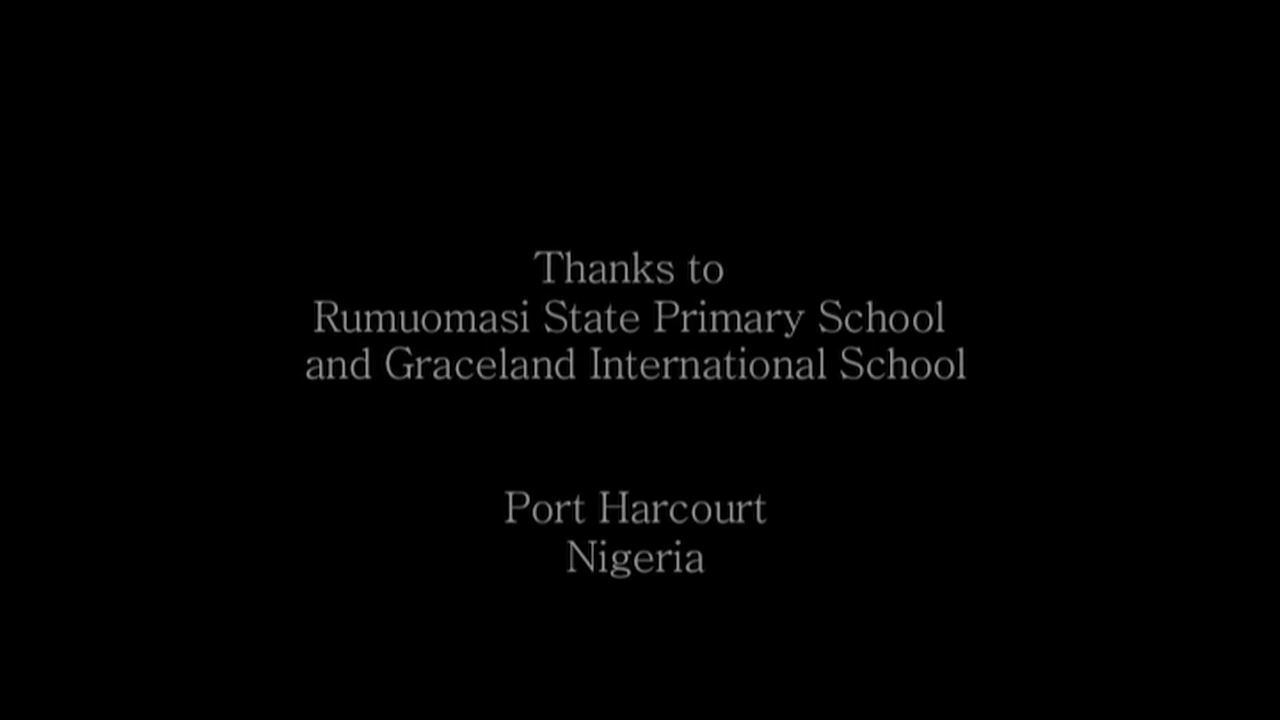 Thanks to
Rumuomasi State Primary School
and Graceland International School
Port Harcourt
Nigeria